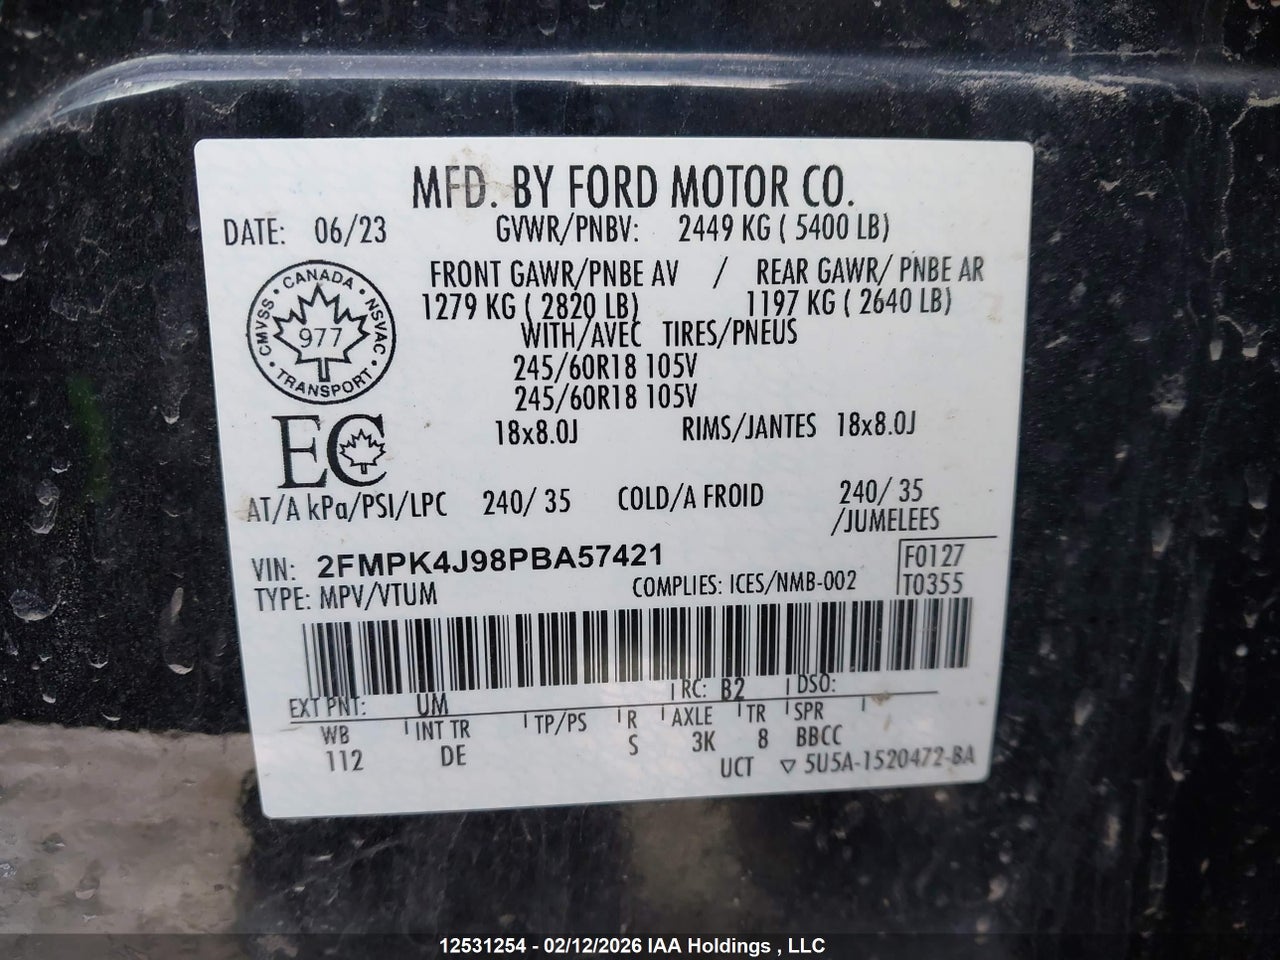 MFD. BY FORD MOTOR CO.
DATE: 06/23 GVWR/PNBV: 2449 KG ( 5400 LB)
FRONT GAWR/PNBE AV / REAR GAWR/ PNBE AR
1279 KG ( 2820 LB) 1197 KG ( 2640 LB)
WITH/AVEC TIRES/PNEUS
245/60R18 105V
245/60R18 105V
18x8.0J RIMS/JANTES 18x8.0J
CMVSS · CANADA · NSVAC · TRANSPORT ·
977
EC
AT/A kPa/PSI/LPC 240/ 35 COLD/A FROID 240/ 35
/JUMELEES
VIN: 2FMPK4J98PBA57421 F0127
TYPE: MPV/VTUM COMPLIES: ICES/NMB-002 T0355
EXT PNT: UM RC: B2 DSO:
WB INT TR TP/PS R AXLE TR SPR
112 DE S 3K 8 BBCC
UCT ▽ 5U5A-1520472-BA
12531254 - 02/12/2026 IAA Holdings , LLC